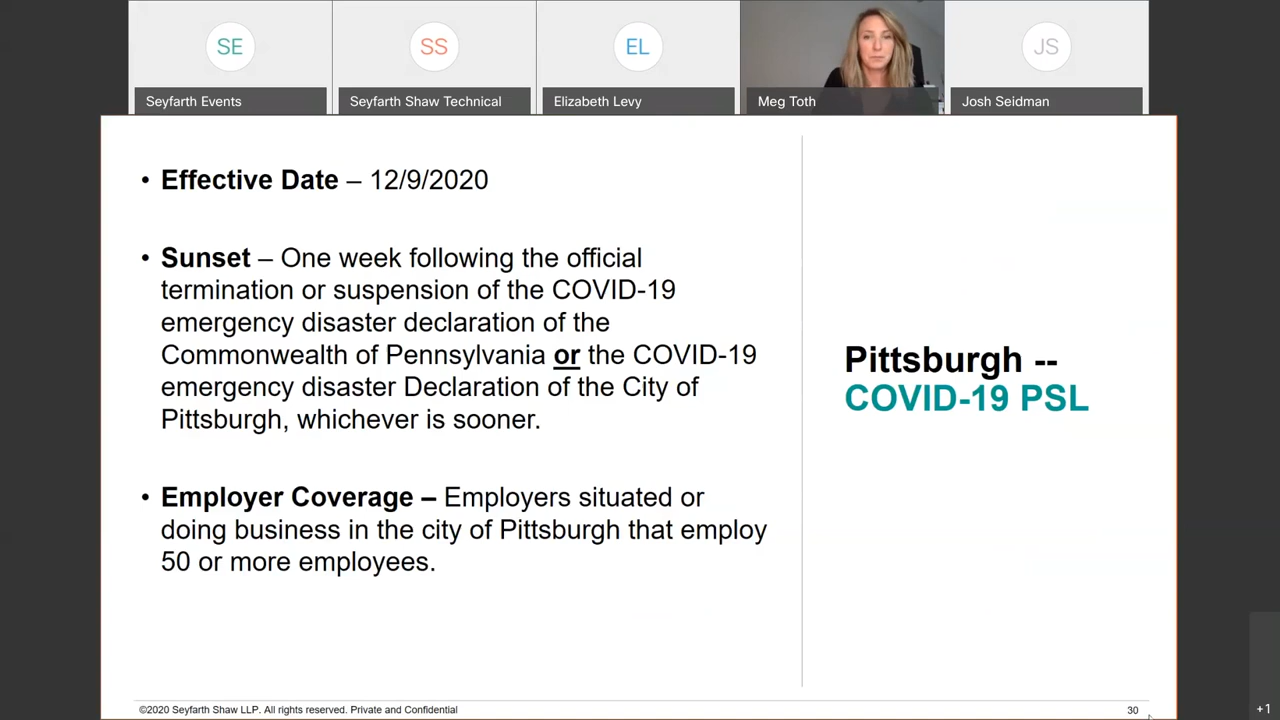 SE
SS
EL
JS
Seyfarth Events
Seyfarth Shaw Technical
Elizabeth Levy
Meg Toth
Josh Seidman
• Effective Date – 12/9/2020
• Sunset – One week following the official
termination or suspension of the COVID-19
emergency disaster declaration of the
Commonwealth of Pennsylvania or the COVID-19
emergency disaster Declaration of the City of
Pittsburgh, whichever is sooner.
• Employer Coverage – Employers situated or
doing business in the city of Pittsburgh that employ
50 or more employees.
Pittsburgh --
COVID-19 PSL
©2020 Seyfarth Shaw LLP. All rights reserved. Private and Confidential
30
+1